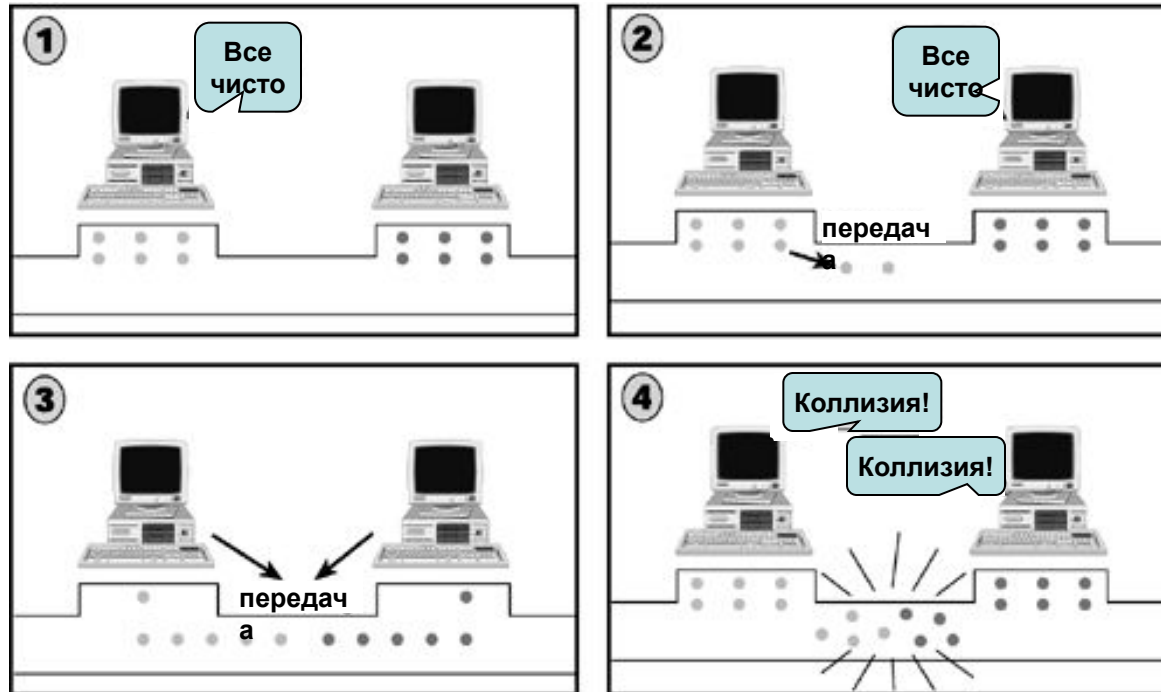 1
Все
чисто
2
Все
чисто
передач
а
3
передач
а
4
Коллизия!
Коллизия!